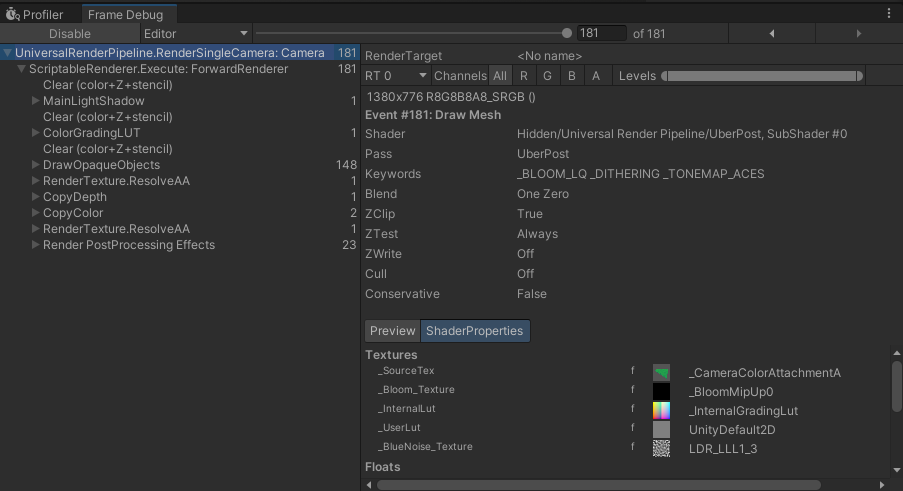 Profiler Frame Debug
Disable Editor 181 of 181
UniversalRenderPipeline.RenderSingleCamera: Camera 181
ScriptableRenderer.Execute: ForwardRenderer 181
Clear (color+Z+stencil)
MainLightShadow 1
Clear (color+Z+stencil)
ColorGradingLUT 1
Clear (color+Z+stencil)
DrawOpaqueObjects 148
RenderTexture.ResolveAA 1
CopyDepth 1
CopyColor 2
RenderTexture.ResolveAA 1
Render PostProcessing Effects 23
RenderTarget <No name>
RT 0 Channels All R G B A Levels
1380x776 R8G8B8A8_SRGB ()
Event #181: Draw Mesh
Shader Hidden/Universal Render Pipeline/UberPost, SubShader #0
Pass UberPost
Keywords _BLOOM_LQ _DITHERING _TONEMAP_ACES
Blend One Zero
ZClip True
ZTest Always
ZWrite Off
Cull Off
Conservative False
Preview ShaderProperties
Textures
_SourceTex f _CameraColorAttachmentA
_Bloom_Texture f _BloomMipUp0
_InternalLut f _InternalGradingLut
_UserLut f UnityDefault2D
_BlueNoise_Texture f LDR_LLL1_3
Floats